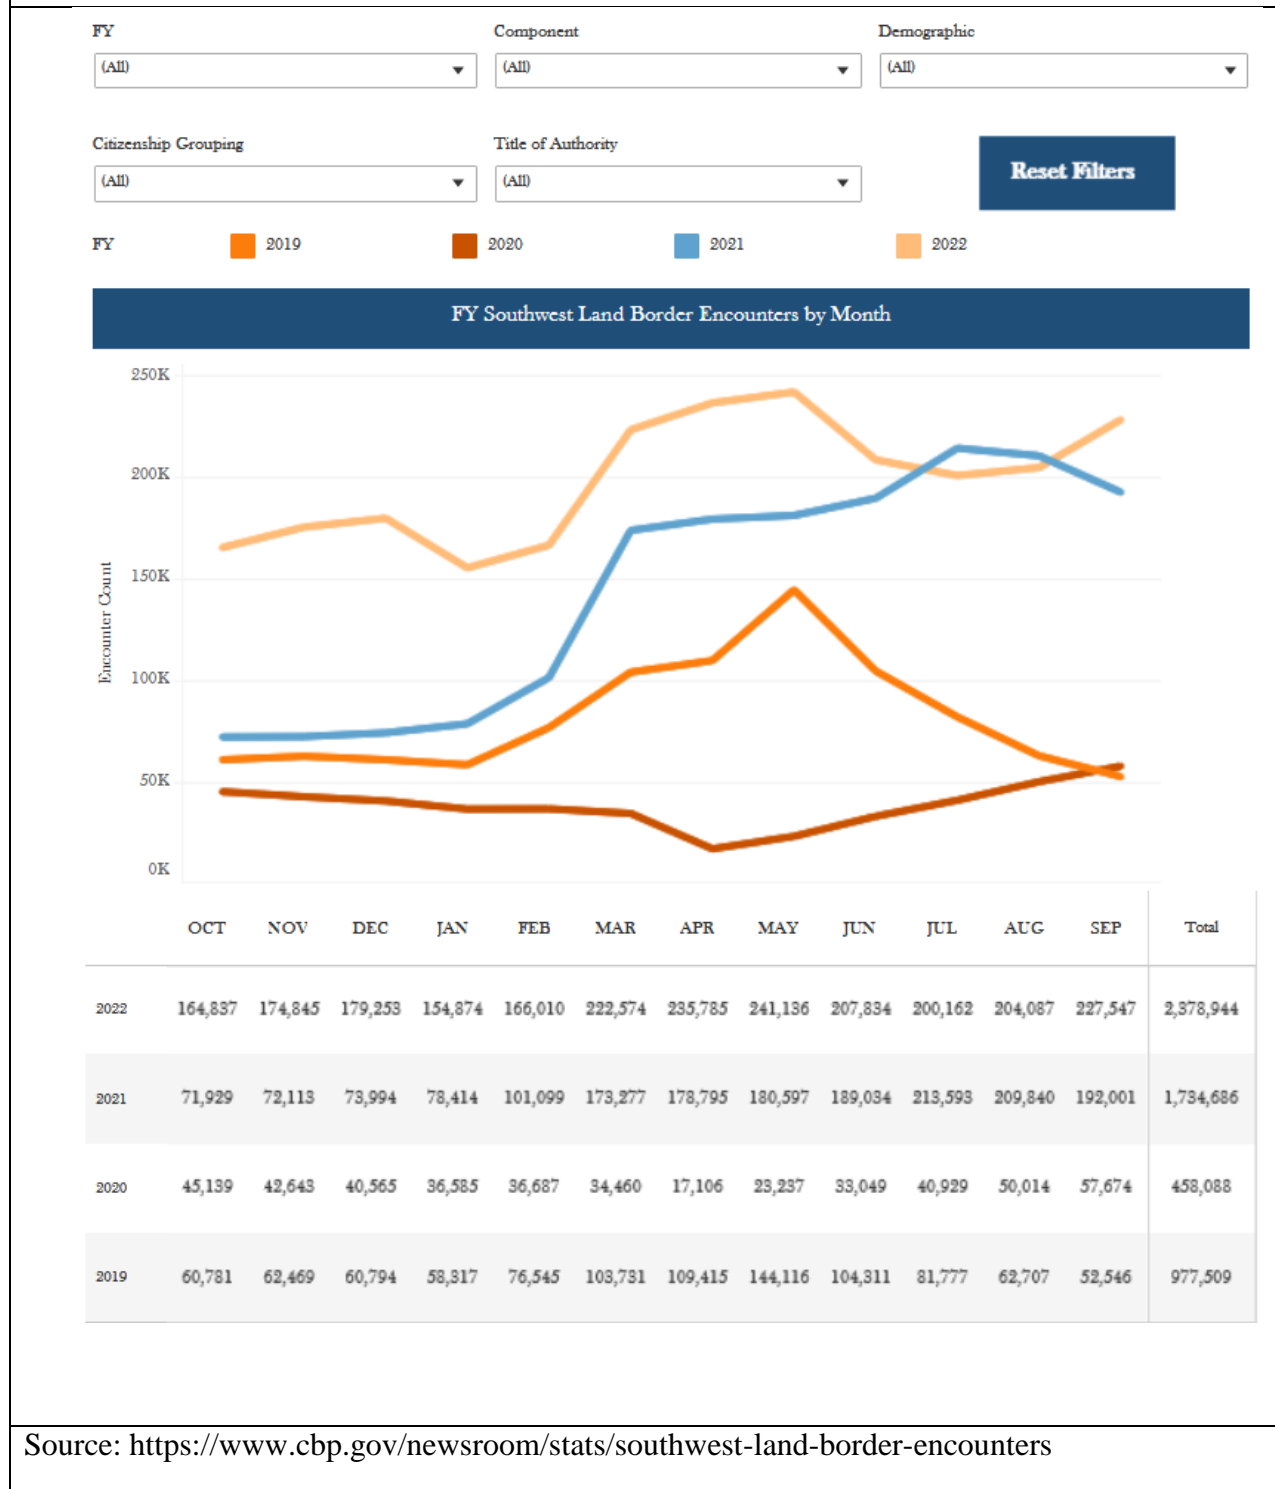 FY Component Demographic
(All) (All) (All)
Citizenship Grouping Title of Authority
(All) (All) Reset Filters
FY 2019 2020 2021 2022
FY Southwest Land Border Encounters by Month
250K
200K
150K
100K
50K
0K
Encounter Count
OCT NOV DEC JAN FEB MAR APR MAY JUN JUL AUG SEP Total
2022 164,837 174,845 179,253 154,874 166,010 222,574 235,785 241,136 207,834 200,162 204,087 227,547 2,378,944
2021 71,929 72,113 73,994 78,414 101,099 173,277 178,795 180,597 189,034 213,593 209,840 192,001 1,734,686
2020 45,139 42,643 40,565 36,585 36,687 34,460 17,106 23,237 33,049 40,929 50,014 57,674 458,088
2019 60,781 62,469 60,794 58,317 76,545 103,731 109,415 144,116 104,311 81,777 62,707 52,546 977,509
Source: https://www.cbp.gov/newsroom/stats/southwest-land-border-encounters